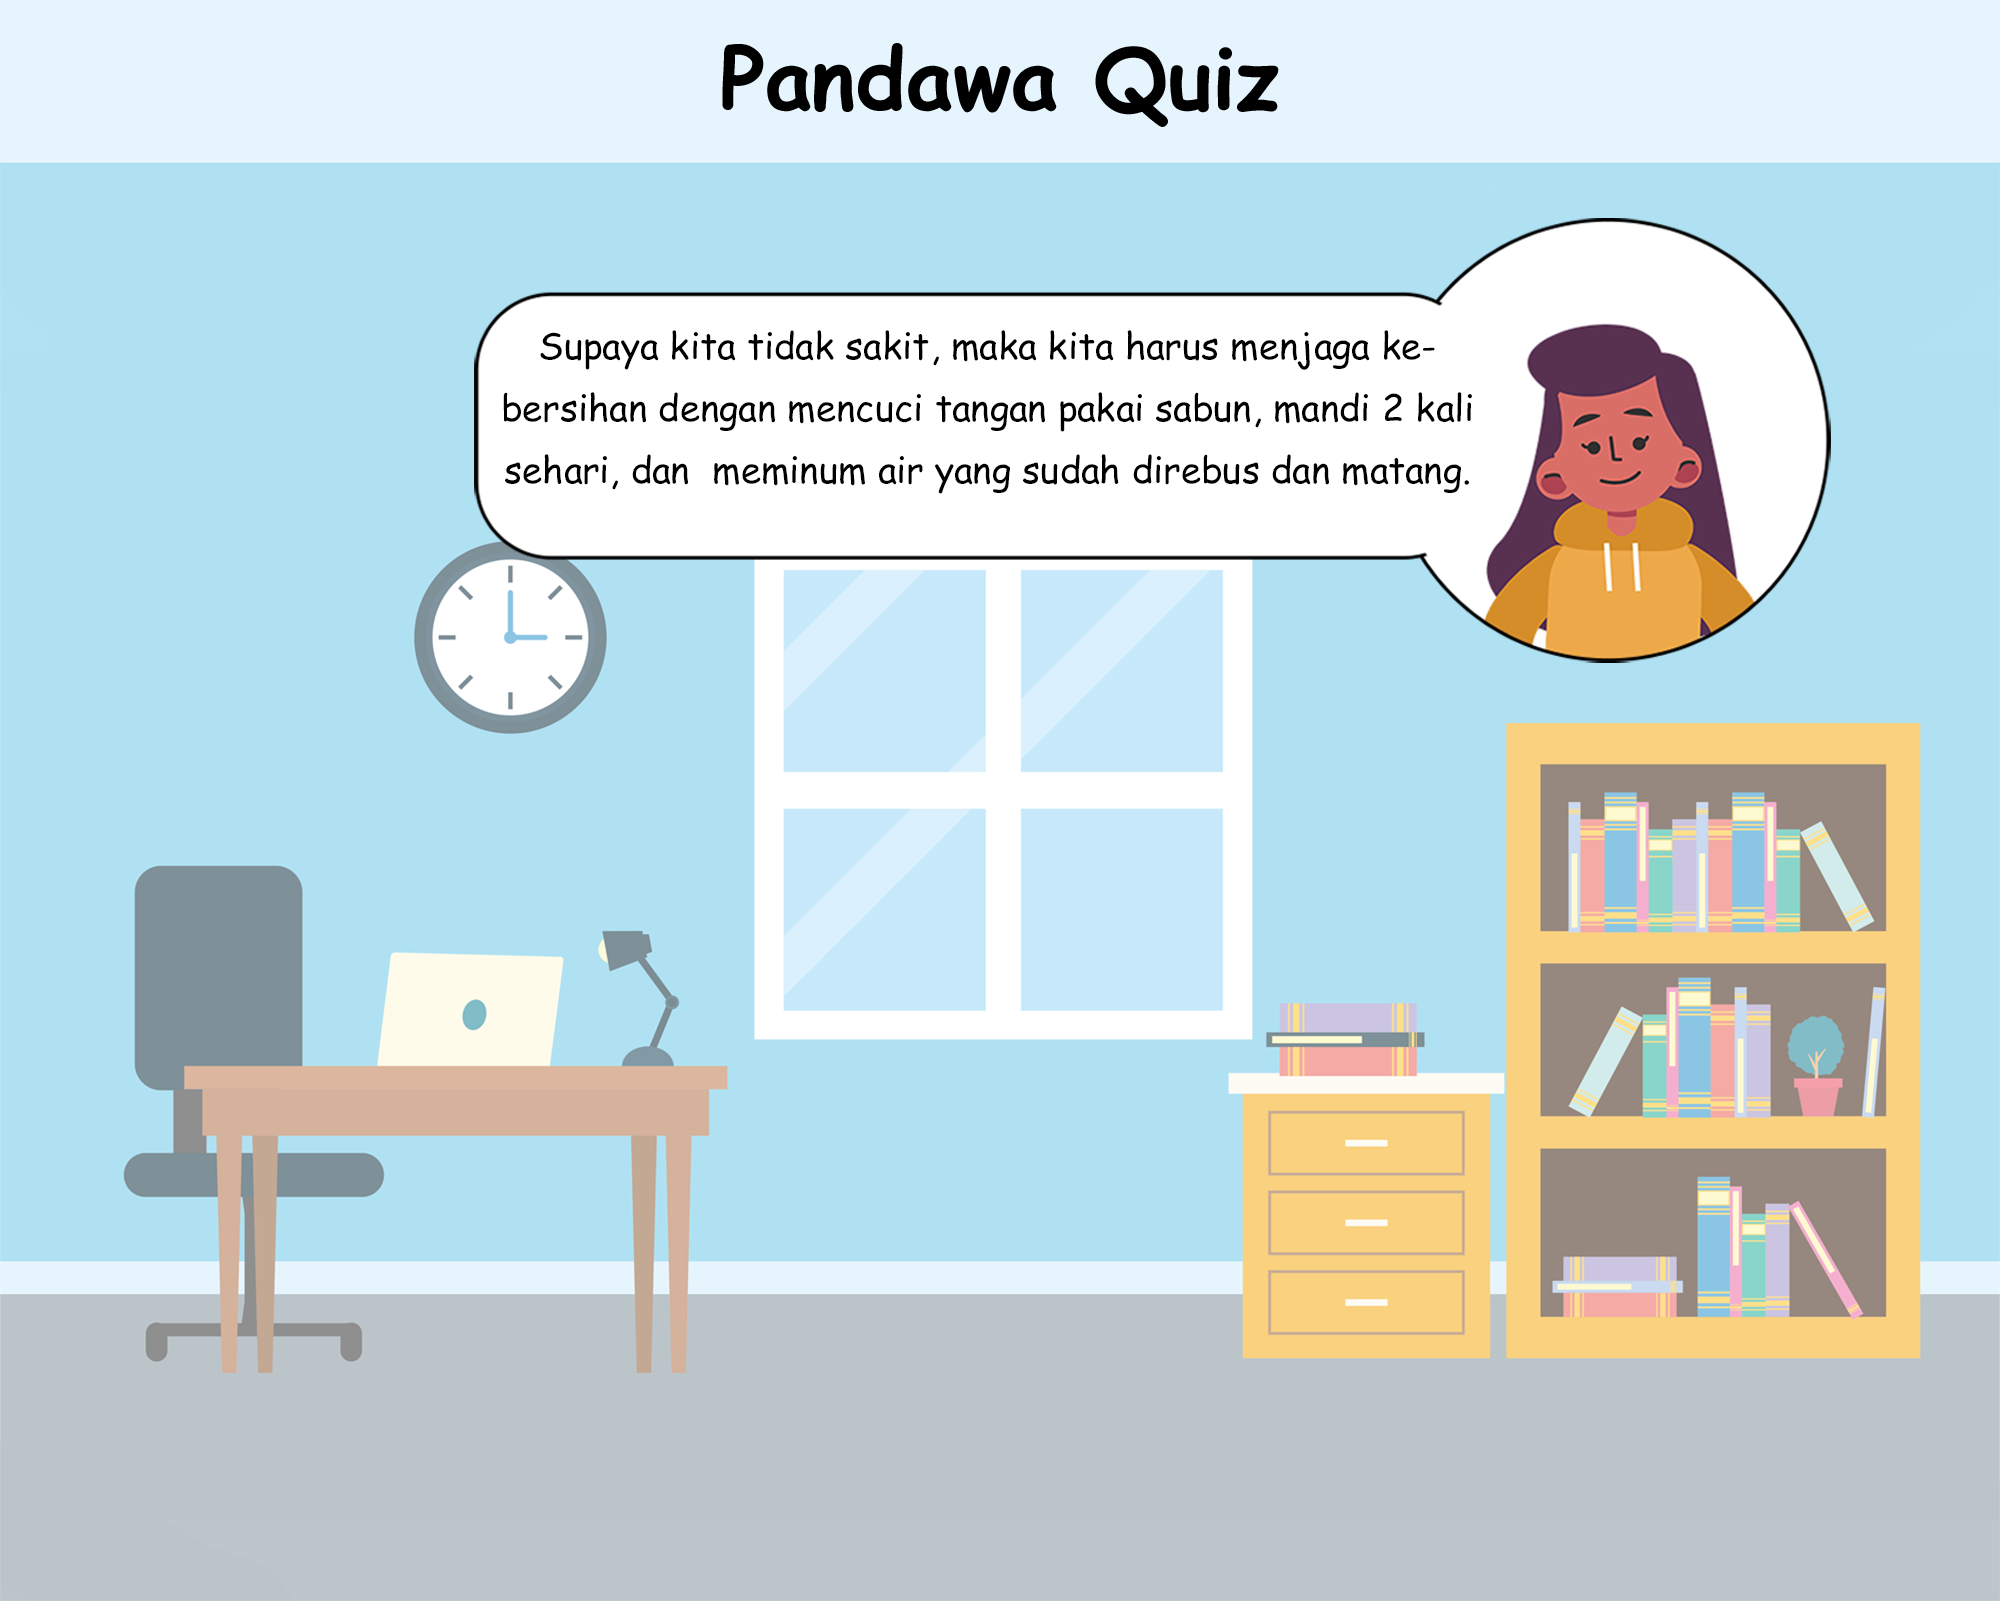 Pandawa Quiz
Supaya kita tidak sakit, maka kita harus menjaga ke-
bersihan dengan mencuci tangan pakai sabun, mandi 2 kali
sehari, dan  meminum air yang sudah direbus dan matang.